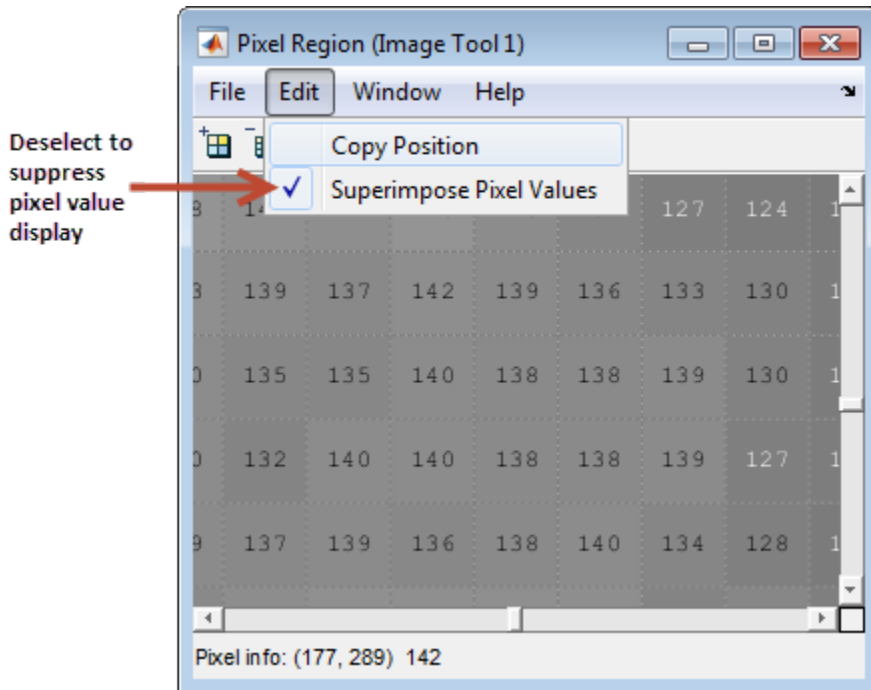 Pixel Region (Image Tool 1)
File Edit Window Help
Copy Position
Superimpose Pixel Values
Deselect to
suppress
pixel value
display
127 124
139 137 142 139 136 133 130
135 135 140 138 138 139 130
132 140 140 138 138 139 127
137 139 136 138 140 134 128
Pixel info: (177, 289) 142